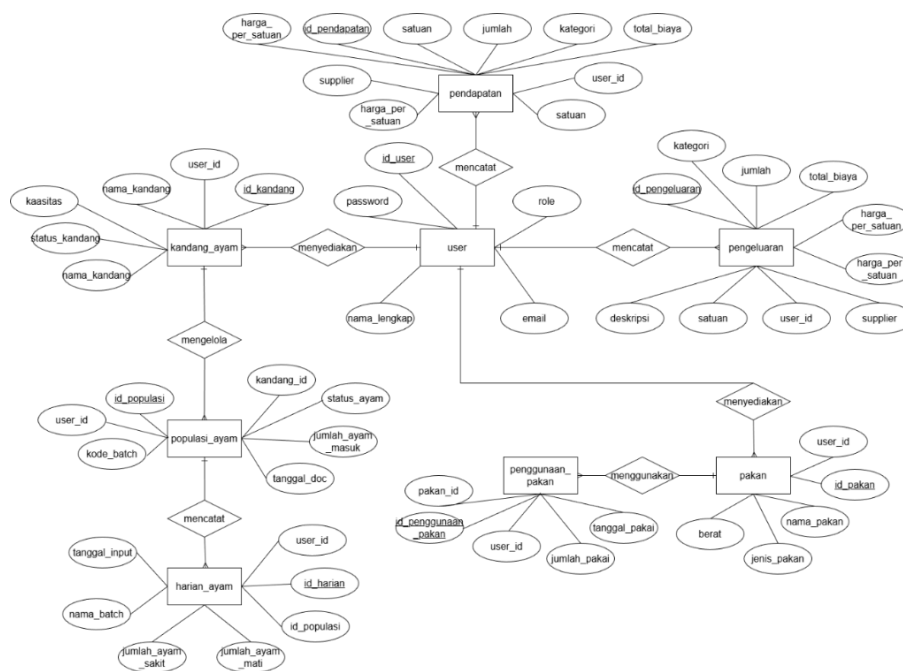 harga_
per_satuan
id_pendapatan
satuan
jumlah
kategori
total_biaya
supplier
harga_per
_satuan
pendapatan
user_id
satuan
mencatat
id_user
password
role
user
nama_lengkap
email
user_id
nama_kandang
id_kandang
kaasitas
status_kandang
nama_kandang
kandang_ayam
menyediakan
mencatat
kategori
jumlah
id_pengeluaran
total_biaya
harga_
per_satuan
harga_per
_satuan
pengeluaran
deskripsi
satuan
user_id
supplier
mengelola
id_populasi
kandang_id
user_id
status_ayam
kode_batch
populasi_ayam
jumlah_ayam
_masuk
tanggal_doc
menyediakan
mencatat
penggunaan_
pakan
menggunakan
pakan
user_id
id_pakan
nama_pakan
berat
jenis_pakan
pakan_id
id_penggunaan
_pakan
user_id
jumlah_pakai
tanggal_pakai
tanggal_input
user_id
harian_ayam
id_harian
nama_batch
id_populasi
jumlah_ayam
_sakit
jumlah_ayam
_mati